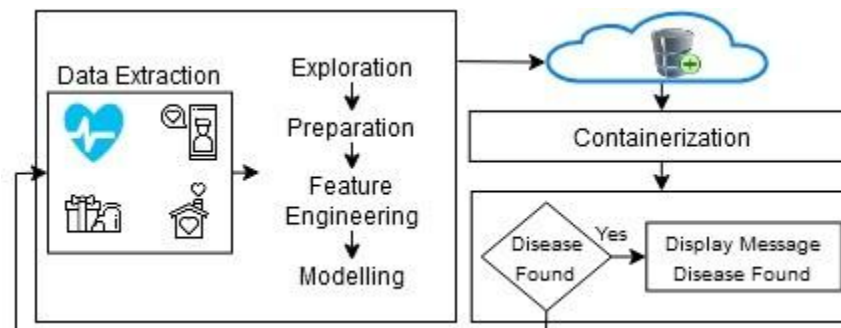 Data Extraction
Exploration
Preparation
Feature
Engineering
Modelling
Containerization
Disease
Found
Yes
Display Message
Disease Found